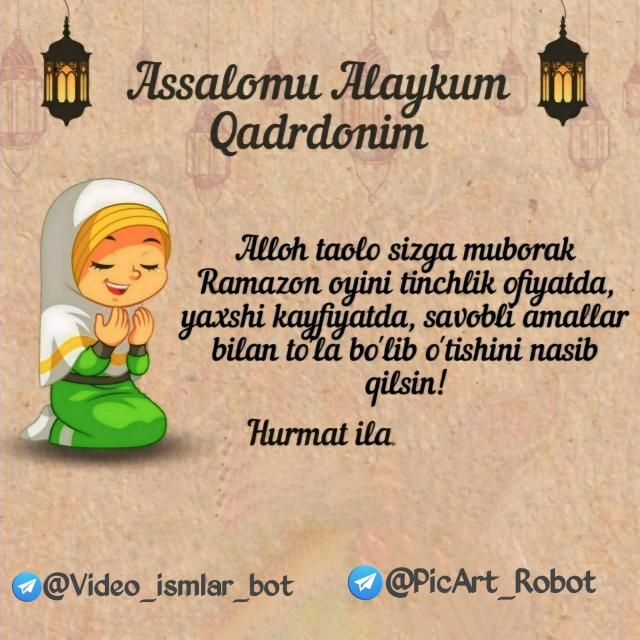 Assalomu Alaykum
Qadrdonim
Alloh taolo sizga muborak
Ramazon oyini tinchlik ofiyatda,
yaxshi kayfiyatda, savobli amallar
bilan to'la bo'lib o'tishini nasib
qilsin!
Hurmat ila
@Video_ismlar_bot
@PicArt_Robot